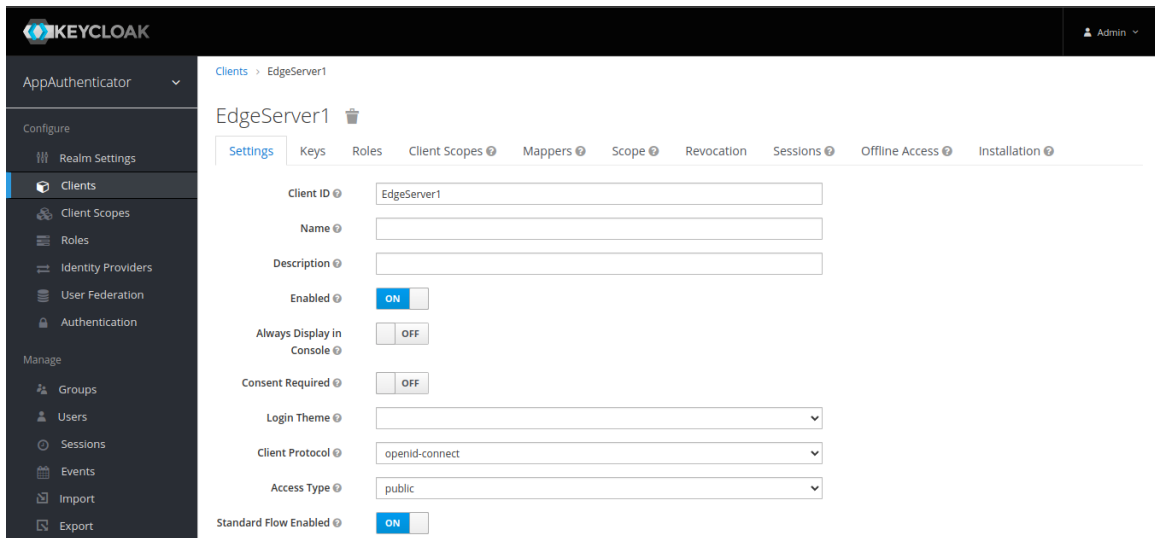 KEYCLOAK
Admin
AppAuthenticator
Configure
Realm Settings
Clients
Client Scopes
Roles
Identity Providers
User Federation
Authentication
Manage
Groups
Users
Sessions
Events
Import
Export
Clients > EdgeServer1
EdgeServer1
Settings Keys Roles Client Scopes Mappers Scope Revocation Sessions Offline Access Installation
Client ID EdgeServer1
Name
Description
Enabled ON
Always Display in
Console OFF
Consent Required OFF
Login Theme
Client Protocol openid-connect
Access Type public
Standard Flow Enabled ON